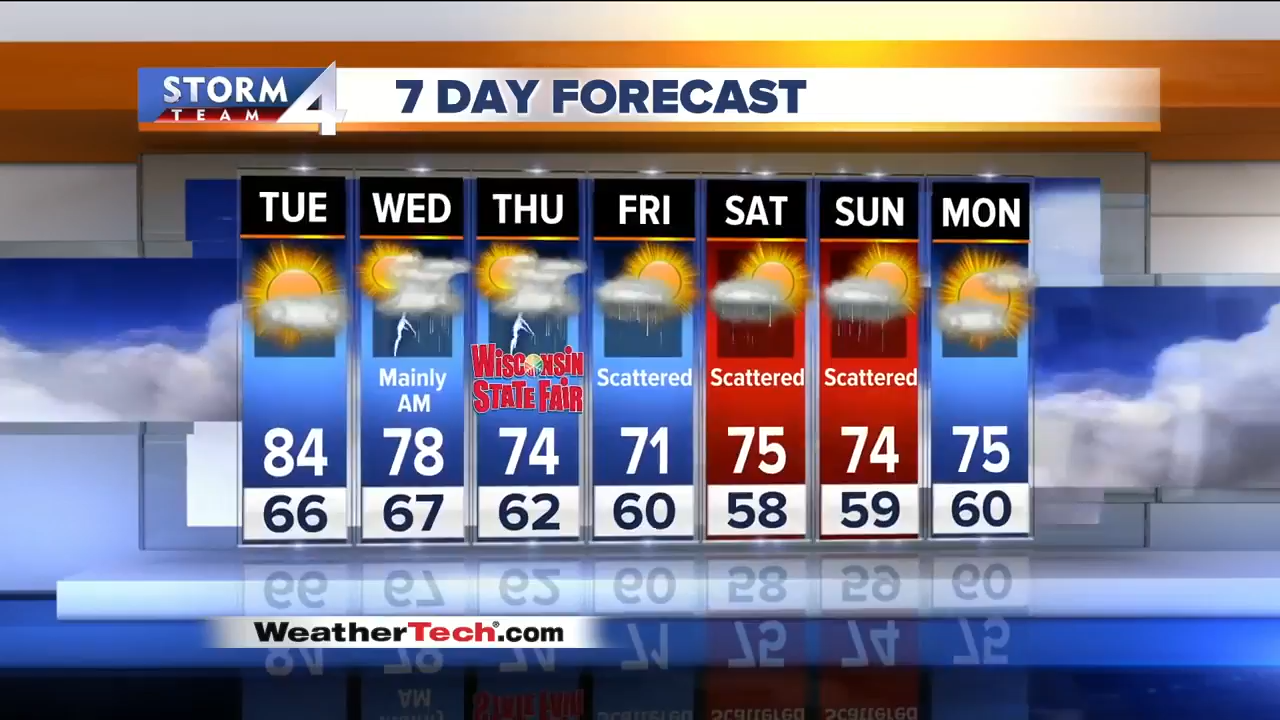 STORM
TEAM 4
7 DAY FORECAST
TUE WED THU FRI SAT SUN MON
Mainly
AM
WISCONSIN
STATE FAIR
Scattered Scattered Scattered
84 78 74 71 75 74 75
66 67 62 60 58 59 60
WeatherTech®.com